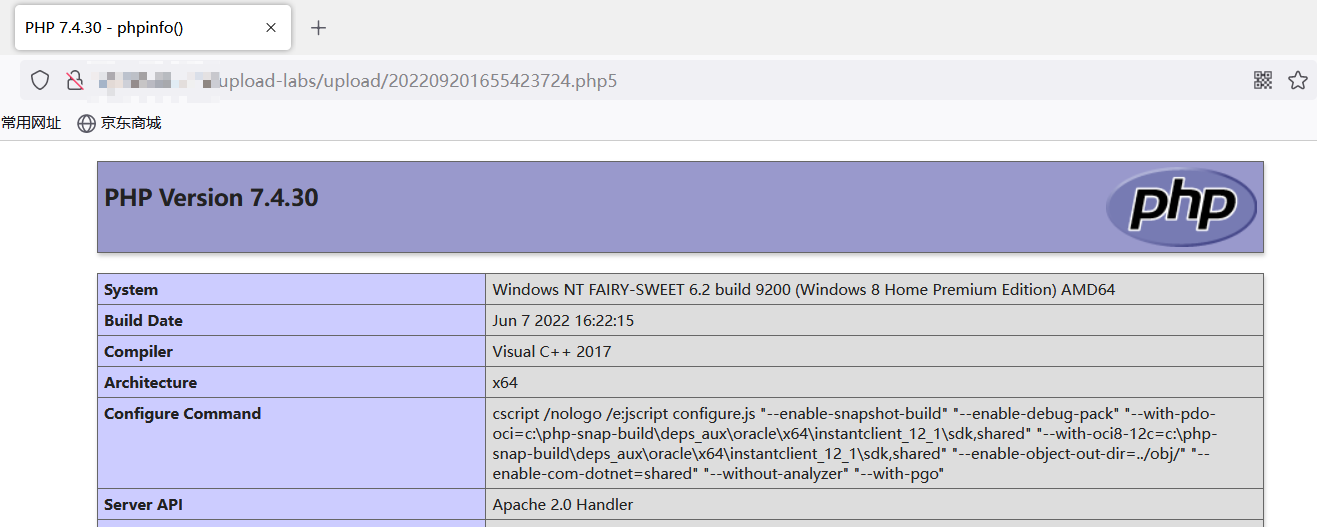 PHP 7.4.30 - phpinfo()
upload-labs/upload/202209201655423724.php5
常用网址 京东商城
PHP Version 7.4.30
php
System Windows NT FAIRY-SWEET 6.2 build 9200 (Windows 8 Home Premium Edition) AMD64
Build Date Jun 7 2022 16:22:15
Compiler Visual C++ 2017
Architecture x64
Configure Command cscript /nologo /e:jscript configure.js "--enable-snapshot-build" "--enable-debug-pack" "--with-pdo-
oci=c:\php-snap-build\deps_aux\oracle\x64\instantclient_12_1\sdk,shared" "--with-oci8-12c=c:\php-
snap-build\deps_aux\oracle\x64\instantclient_12_1\sdk,shared" "--enable-object-out-dir=../obj/" "--
enable-com-dotnet=shared" "--without-analyzer" "--with-pgo"
Server API Apache 2.0 Handler